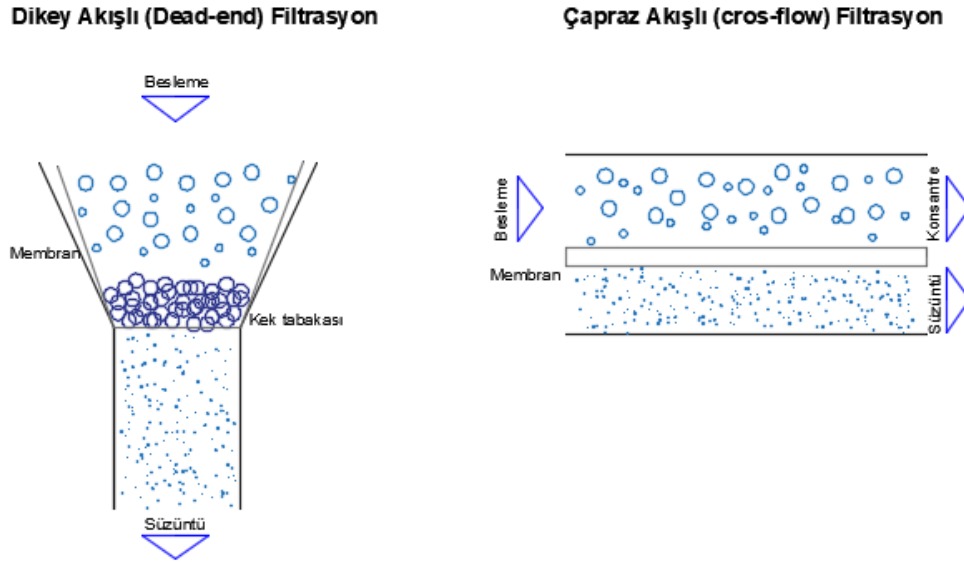 Dikey Akışlı (Dead-end) Filtrasyon
Besleme
Membran
Kek tabakası
Süzüntü
Çapraz Akışlı (cros-flow) Filtrasyon
Besleme
Konsantre
Membran
Süzüntü